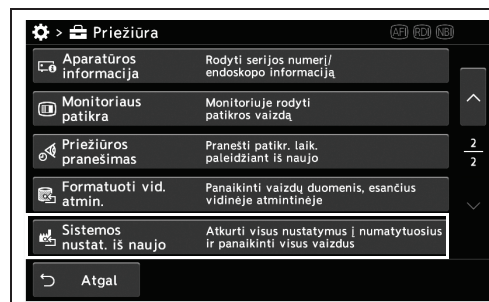 > Priežiūra
AFI RDI NBI
Aparatūros
informacija
Rodyti serijos numerį/
endoskopo informaciją
Monitoriaus
patikra
Monitoriuje rodyti
patikros vaizdą
Priežiūros
pranešimas
Pranešti patikr. laik.
paleidžiant iš naujo
2
2
Formatuoti vid.
atmin.
Panaikinti vaizdų duomenis, esančius
vidinėje atmintinėje
Sistemos
nustat. iš naujo
Atkurti visus nustatymus į numatytuosius
ir panaikinti visus vaizdus
Atgal